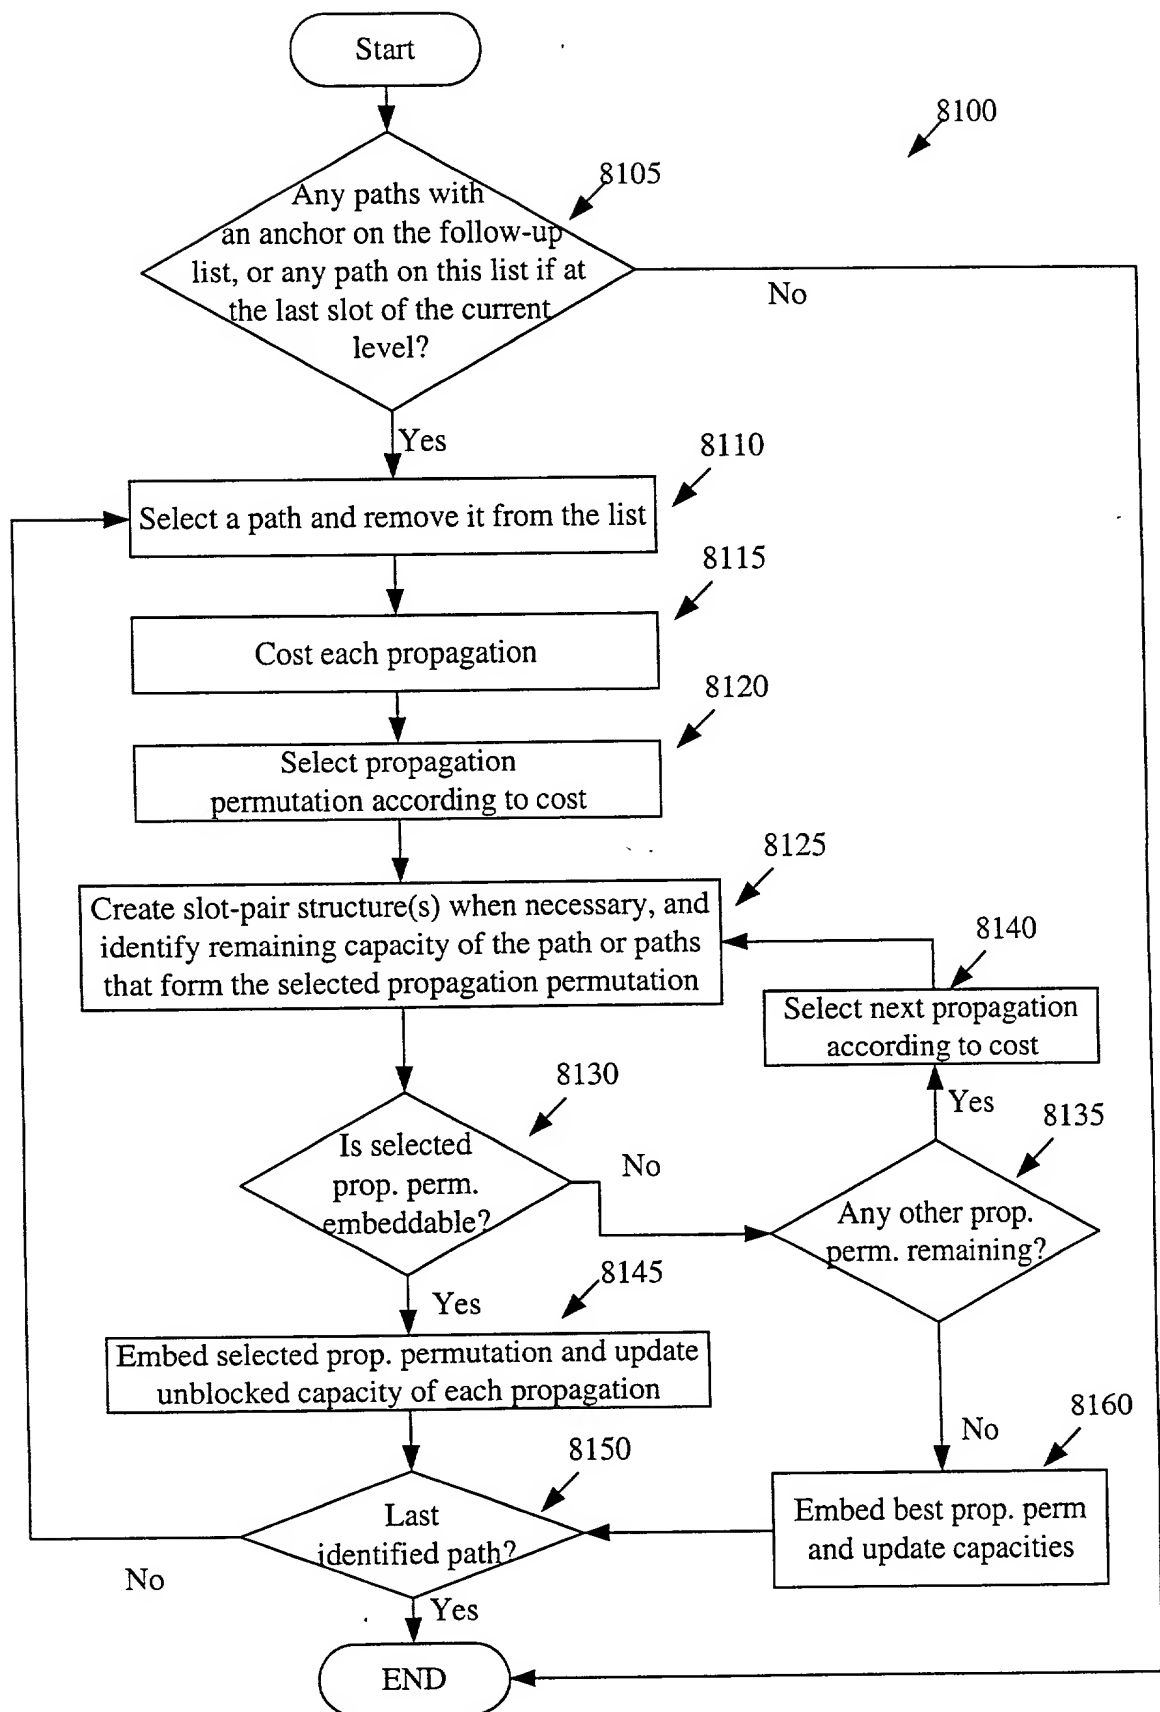 Start
8100
8105
Any paths with
an anchor on the follow-up
list, or any path on this list if at
the last slot of the current
level?
No
Yes
8110
Select a path and remove it from the list
8115
Cost each propagation
8120
Select propagation
permutation according to cost
8125
Create slot-pair structure(s) when necessary, and
identify remaining capacity of the path or paths
that form the selected propagation permutation
8140
Select next propagation
according to cost
8130
Is selected
prop. perm.
embeddable?
No
Yes
8135
Any other prop.
perm. remaining?
8145
Yes
Embed selected prop. permutation and update
unblocked capacity of each propagation
No
8160
Embed best prop. perm
and update capacities
8150
Last
identified path?
No
Yes
END